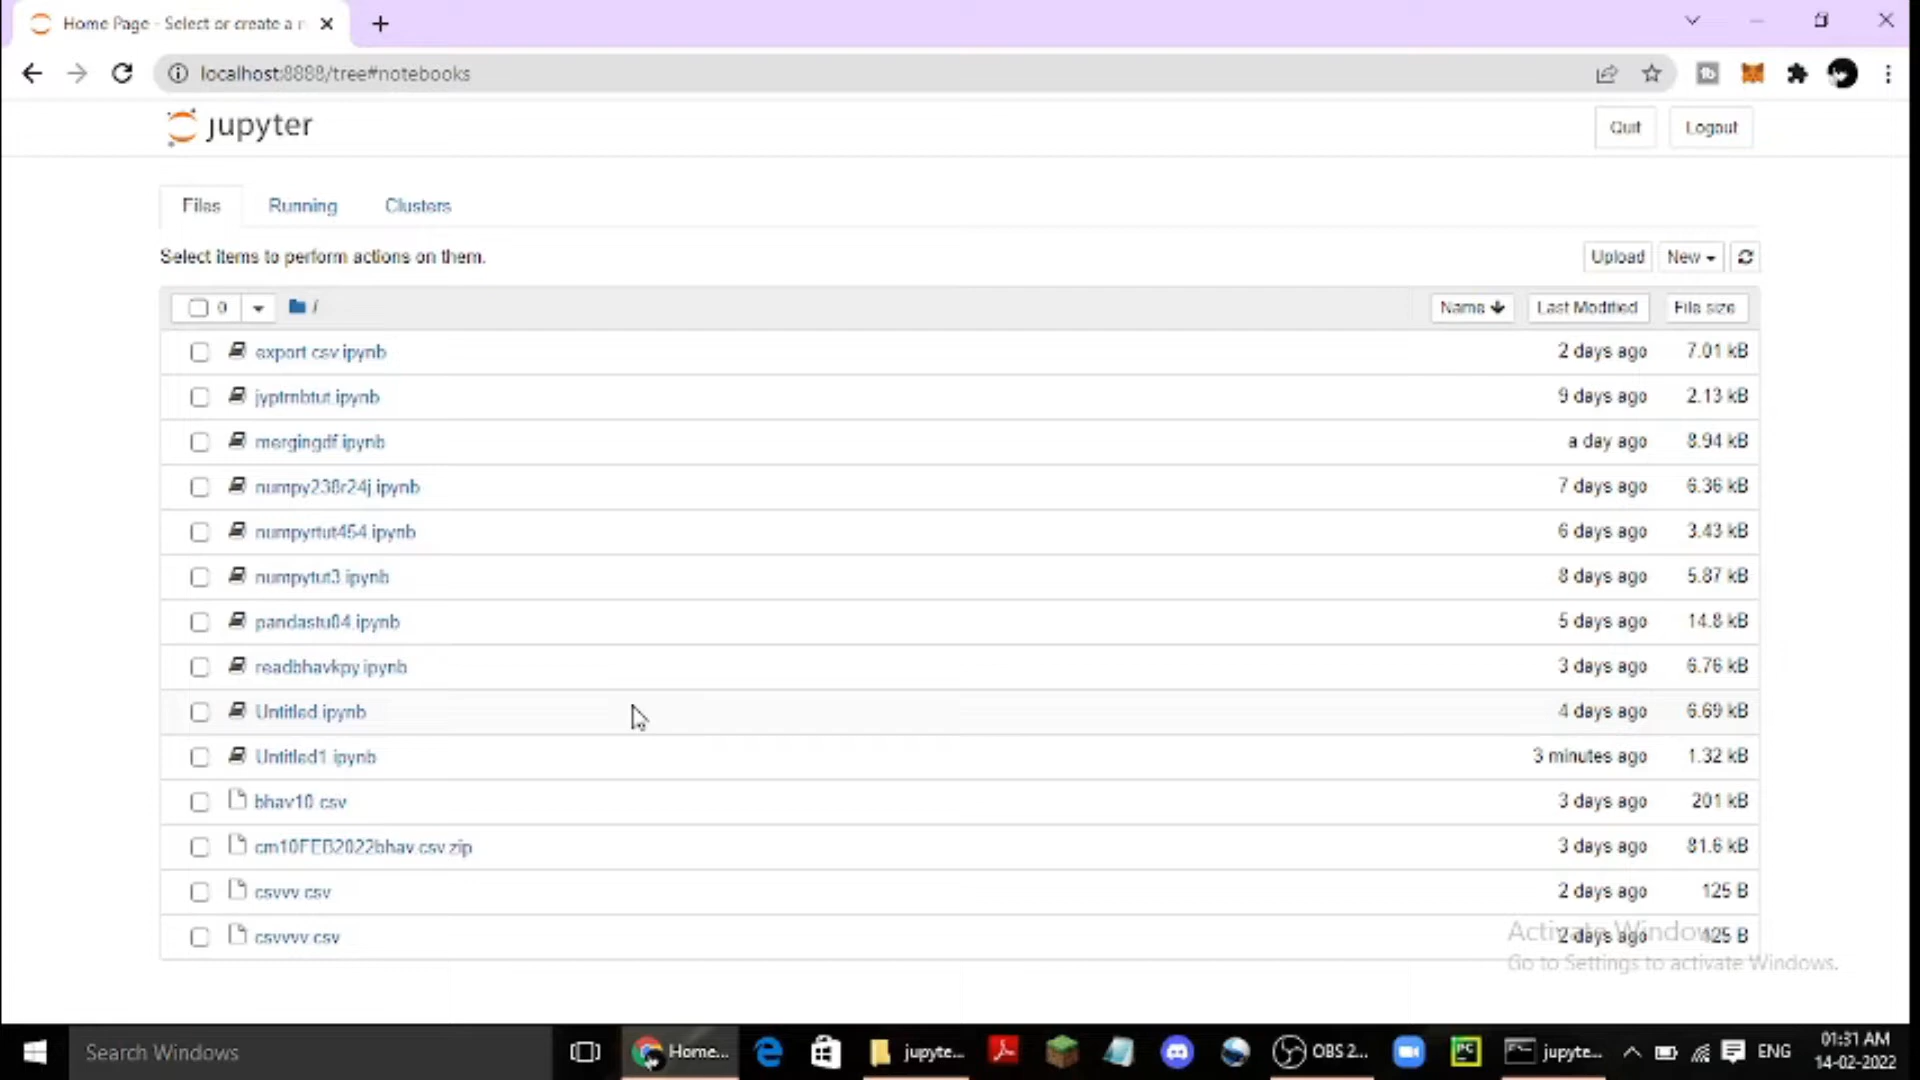 Home Page - Select or create a n
localhost:8888/tree#notebooks
jupyter
Quit
Logout
Files
Running
Clusters
Select items to perform actions on them.
Upload
New
0
/
Name
Last Modified
File size
export csv.ipynb
2 days ago
7.01 kB
jyptrnbtut.ipynb
9 days ago
2.13 kB
mergingdf.ipynb
a day ago
8.94 kB
numpy238r24j.ipynb
7 days ago
6.36 kB
numpyrtut454.ipynb
6 days ago
3.43 kB
numpytut3.ipynb
8 days ago
5.87 kB
pandastu04.ipynb
5 days ago
14.8 kB
readbhavkpy.ipynb
3 days ago
6.76 kB
Untitled.ipynb
4 days ago
6.69 kB
Untitled1.ipynb
3 minutes ago
1.32 kB
bhav10.csv
3 days ago
201 kB
cm10FEB2022bhav.csv.zip
3 days ago
81.6 kB
csvvv.csv
2 days ago
125 B
csvvvv.csv
2 days ago
125 B
Activate Windows
Go to Settings to activate Windows.
Search Windows
Home...
jupyte...
OBS 2...
PC
jupyte...
ENG
01:31 AM
14-02-2022